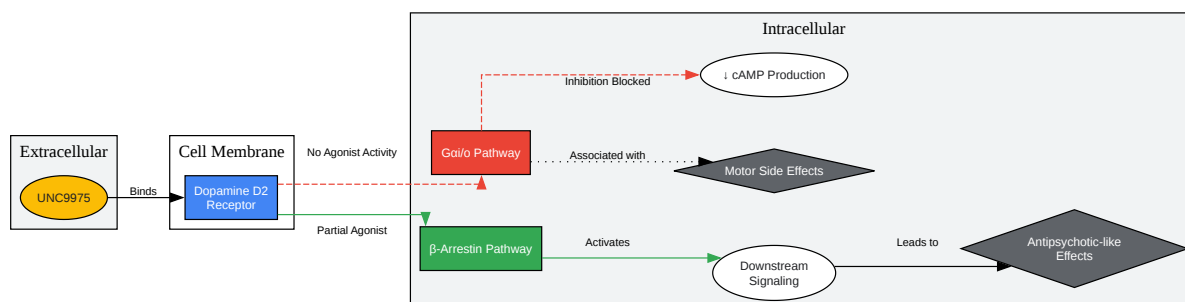 Intracellular
↓ cAMP Production
Inhibition Blocked
Extracellular
Cell Membrane
No Agonist Activity
Gαi/o Pathway
Associated with
Motor Side Effects
UNC9975
Binds
Dopamine D2
Receptor
Partial Agonist
β-Arrestin Pathway
Activates
Downstream
Signaling
Leads to
Antipsychotic-like
Effects